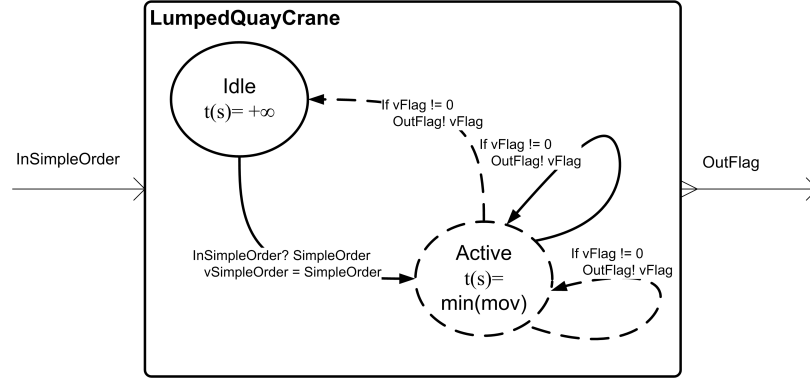 LumpedQuayCrane
Idle
t(s)= +∞
If vFlag != 0
OutFlag! vFlag
If vFlag != 0
OutFlag! vFlag
InSimpleOrder
OutFlag
InSimpleOrder? SimpleOrder
vSimpleOrder = SimpleOrder
Active
t(s)=
min(mov)
If vFlag != 0
OutFlag! vFlag